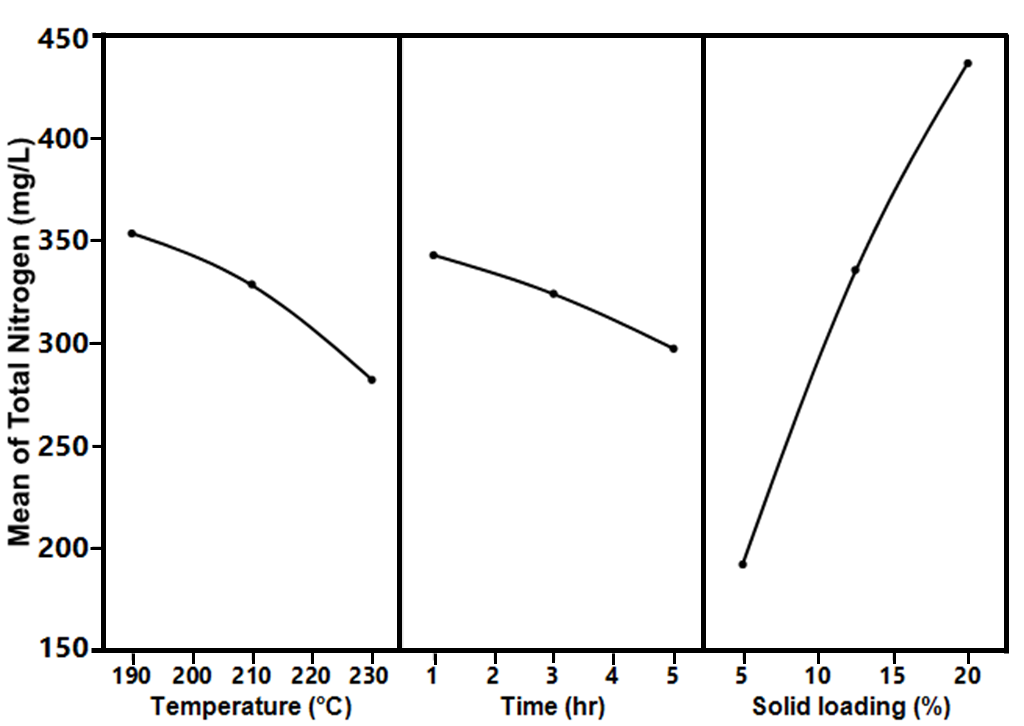 Mean of Total Nitrogen (mg/L)
450
400
350
300
250
200
150
190 200 210 220 230 1 2 3 4 5 5 10 15 20
Temperature (°C) Time (hr) Solid loading (%)